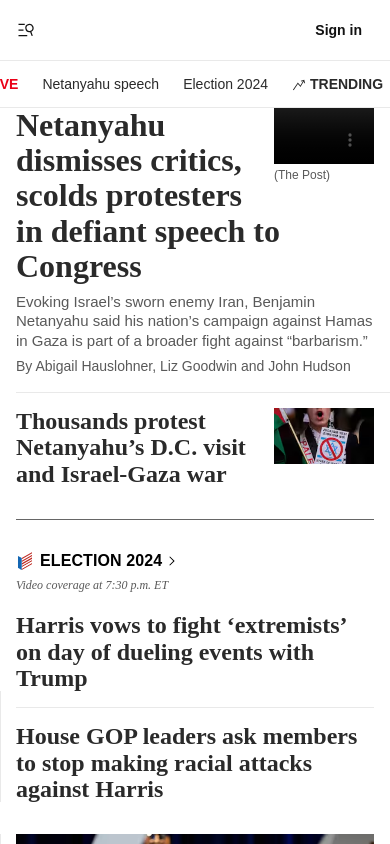 Sign in
VE
Netanyahu speech
Election 2024
TRENDING
Netanyahu
dismisses critics,
scolds protesters
in defiant speech to
Congress
(The Post)
Evoking Israel’s sworn enemy Iran, Benjamin
Netanyahu said his nation’s campaign against Hamas
in Gaza is part of a broader fight against “barbarism.”
By Abigail Hauslohner, Liz Goodwin and John Hudson
Thousands protest
Netanyahu’s D.C. visit
and Israel-Gaza war
ELECTION 2024
Video coverage at 7:30 p.m. ET
Harris vows to fight ‘extremists’
on day of dueling events with
Trump
House GOP leaders ask members
to stop making racial attacks
against Harris